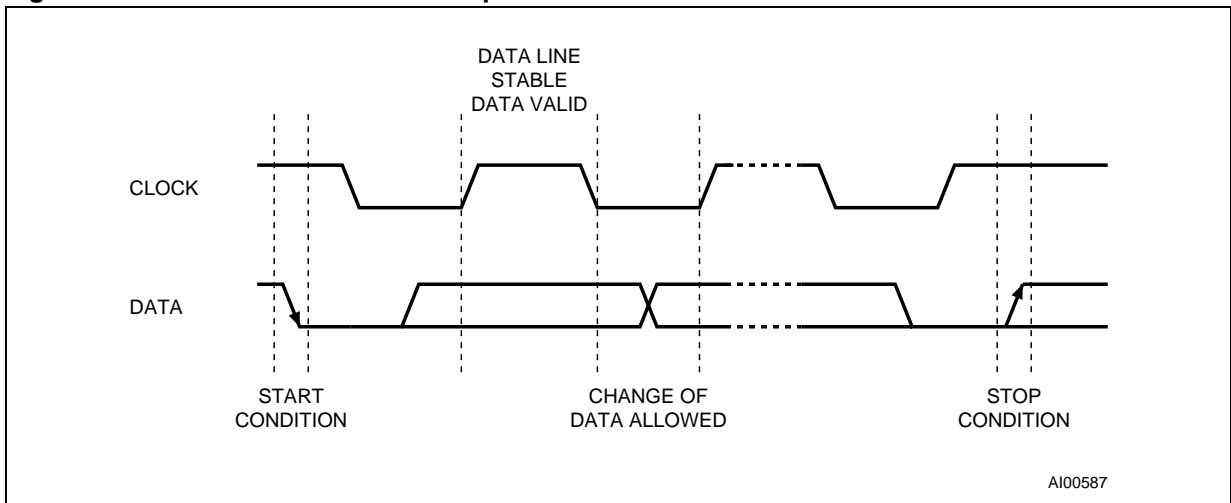 DATA LINE
STABLE
DATA VALID
CLOCK
DATA
START
CONDITION
CHANGE OF
DATA ALLOWED
STOP
CONDITION
AI00587